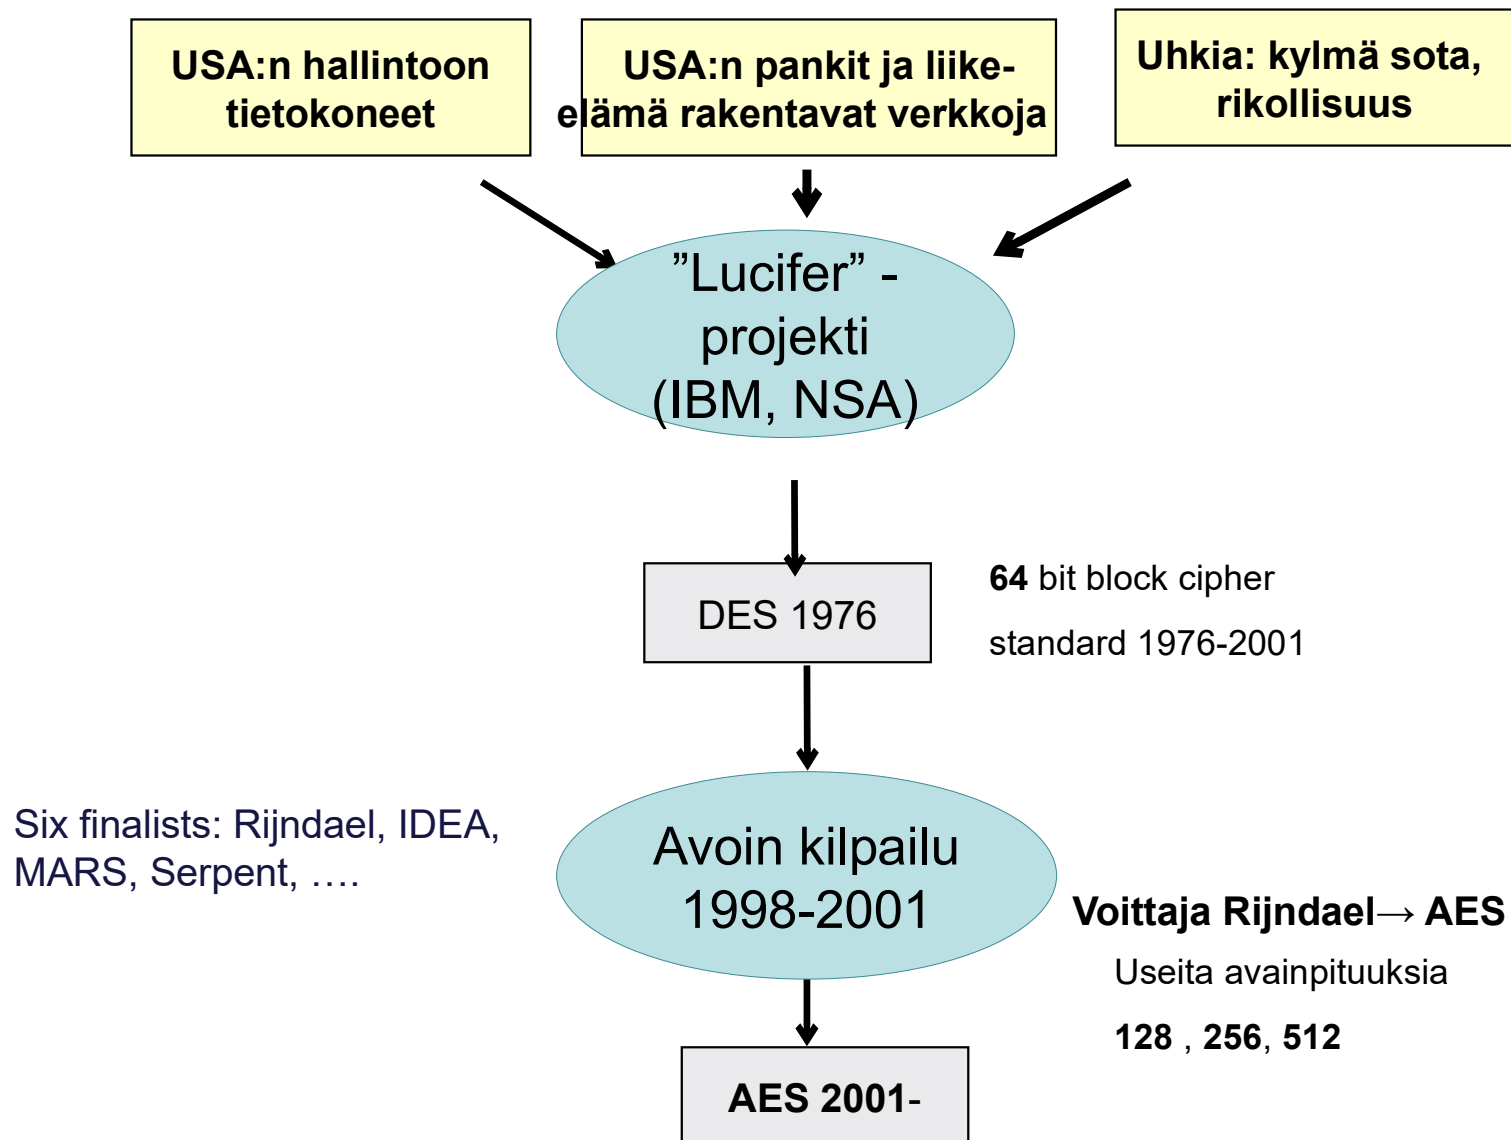 USA:n hallintoon
tietokoneet
USA:n pankit ja liike-
elämä rakentavat verkkoja
Uhkia: kylmä sota,
rikollisuus
”Lucifer” -
projekti
(IBM, NSA)
DES 1976
64 bit block cipher
standard 1976-2001
Six finalists: Rijndael, IDEA,
MARS, Serpent, ….
Avoin kilpailu
1998-2001
Voittaja Rijndael→ AES
Useita avainpituuksia
128 , 256, 512
AES 2001-